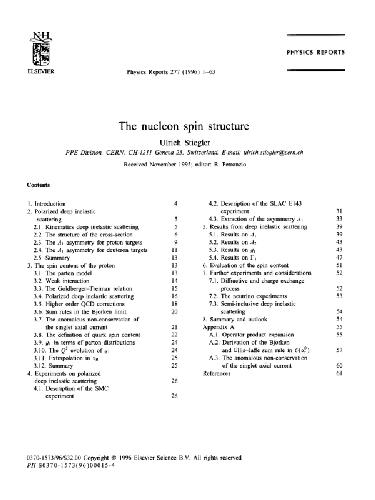 NH
ELSEVIER
PHYSICS REPORTS
Physics Reports 277 (1996) 1–63
The nucleon spin structure
Ulrich Stiegler
PPE Division, CERN, CH-1211 Geneva 23, Switzerland. E-mail: ulrich.stiegler@cern.ch
Received November 1995; editor: R. Petronzio
Contents
1. Introduction 4
2. Polarized deep inelastic
scattering 5
2.1. Kinematics deep inelastic scattering 5
2.2. The structure of the cross-section 6
2.3. The A1 asymmetry for proton targets 9
2.4. The A1 asymmetry for deuteron targets 11
2.5. Summary 13
3. The spin content of the proton 13
3.1. The parton model 13
3.2. Weak interaction 14
3.3. The Goldberger–Treiman relation 15
3.4. Polarized deep inelastic scattering 16
3.5. Higher order QCD corrections 18
3.6. Sum rules in the Bjorken limit 20
3.7. The anomalous non-conservation of
the singlet axial current 21
3.8. The definition of quark spin content 22
3.9. g1 in terms of parton distributions 24
3.10. The Q² evolution of g1 24
3.11. Extrapolation in 25
3.12. Summary 25
4. Experiments on polarized
deep inelastic scattering 26
4.1. Description of the SMC
experiment 26
4.2. Description of the SLAC E143
experiment 31
4.3. Extraction of the asymmetry A1 33
5. Results from deep inelastic scattering 39
5.1. Results on A1 39
5.2. Results on 43
5.3. Results on 43
5.4. Results on Γ1 47
6. Evaluation of the spin content 51
7. Further experiments and considerations 52
7.1. Diffractive and charge exchange
process 52
7.2. The neutrino experiments 53
7.3. Semi-inclusive deep inelastic
scattering 54
8. Summary and outlook 54
Appendix A 55
A.1. Operator product expansion 55
A.2. Derivation of the Bjorken
and Ellis–Jaffe sum rule in 57
A.3. The anomalous non-conservation
of the singlet axial current 60
References 61
0370-1573/96/$32.00 Copyright © 1996 Elsevier Science B.V. All rights reserved
PII S0370-1573(96)00015-4